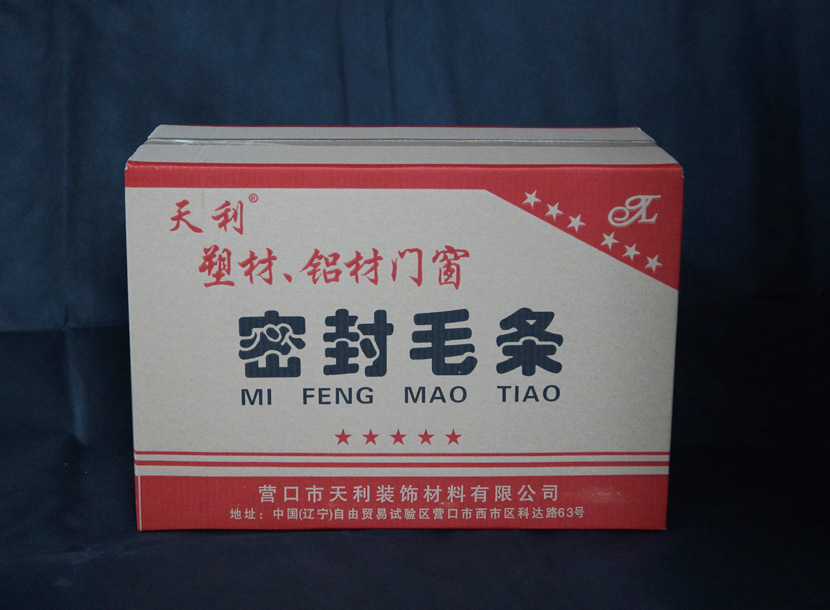 天利®
TL
塑材、铝材门窗
密封毛条
MI FENG MAO TIAO
营口市天利装饰材料有限公司
地址：中国(辽宁)自由贸易试验区营口市西市区科达路63号